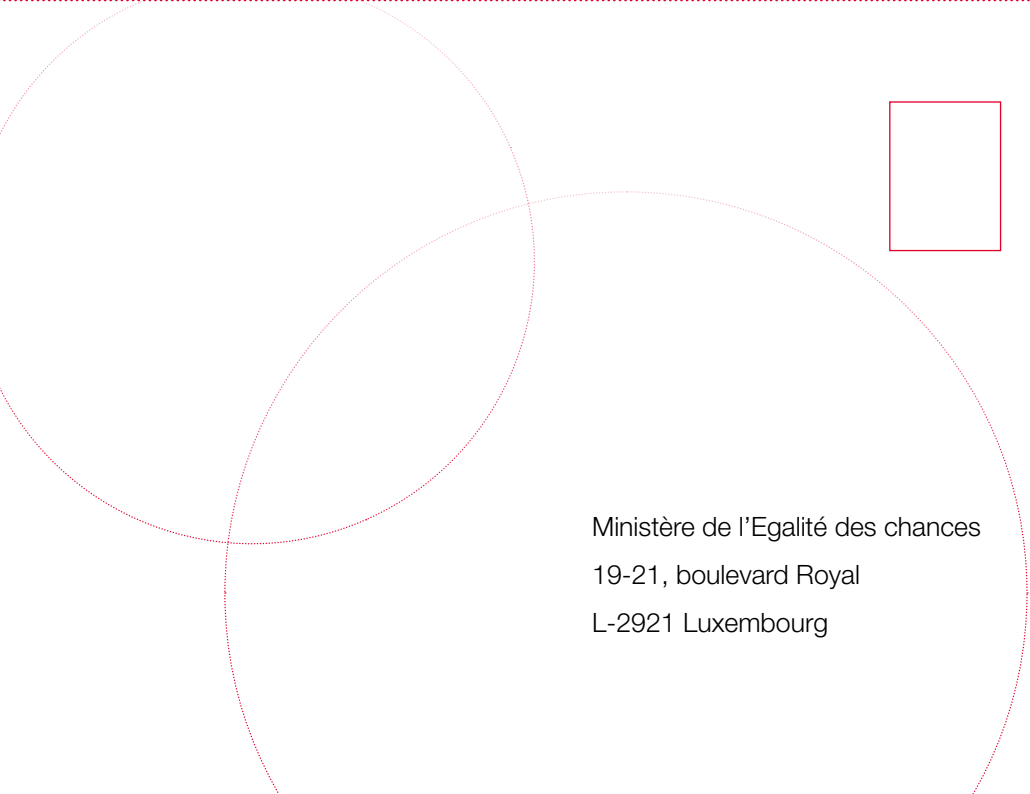 Ministère de l’Egalité des chances
19-21, boulevard Royal
L-2921 Luxembourg